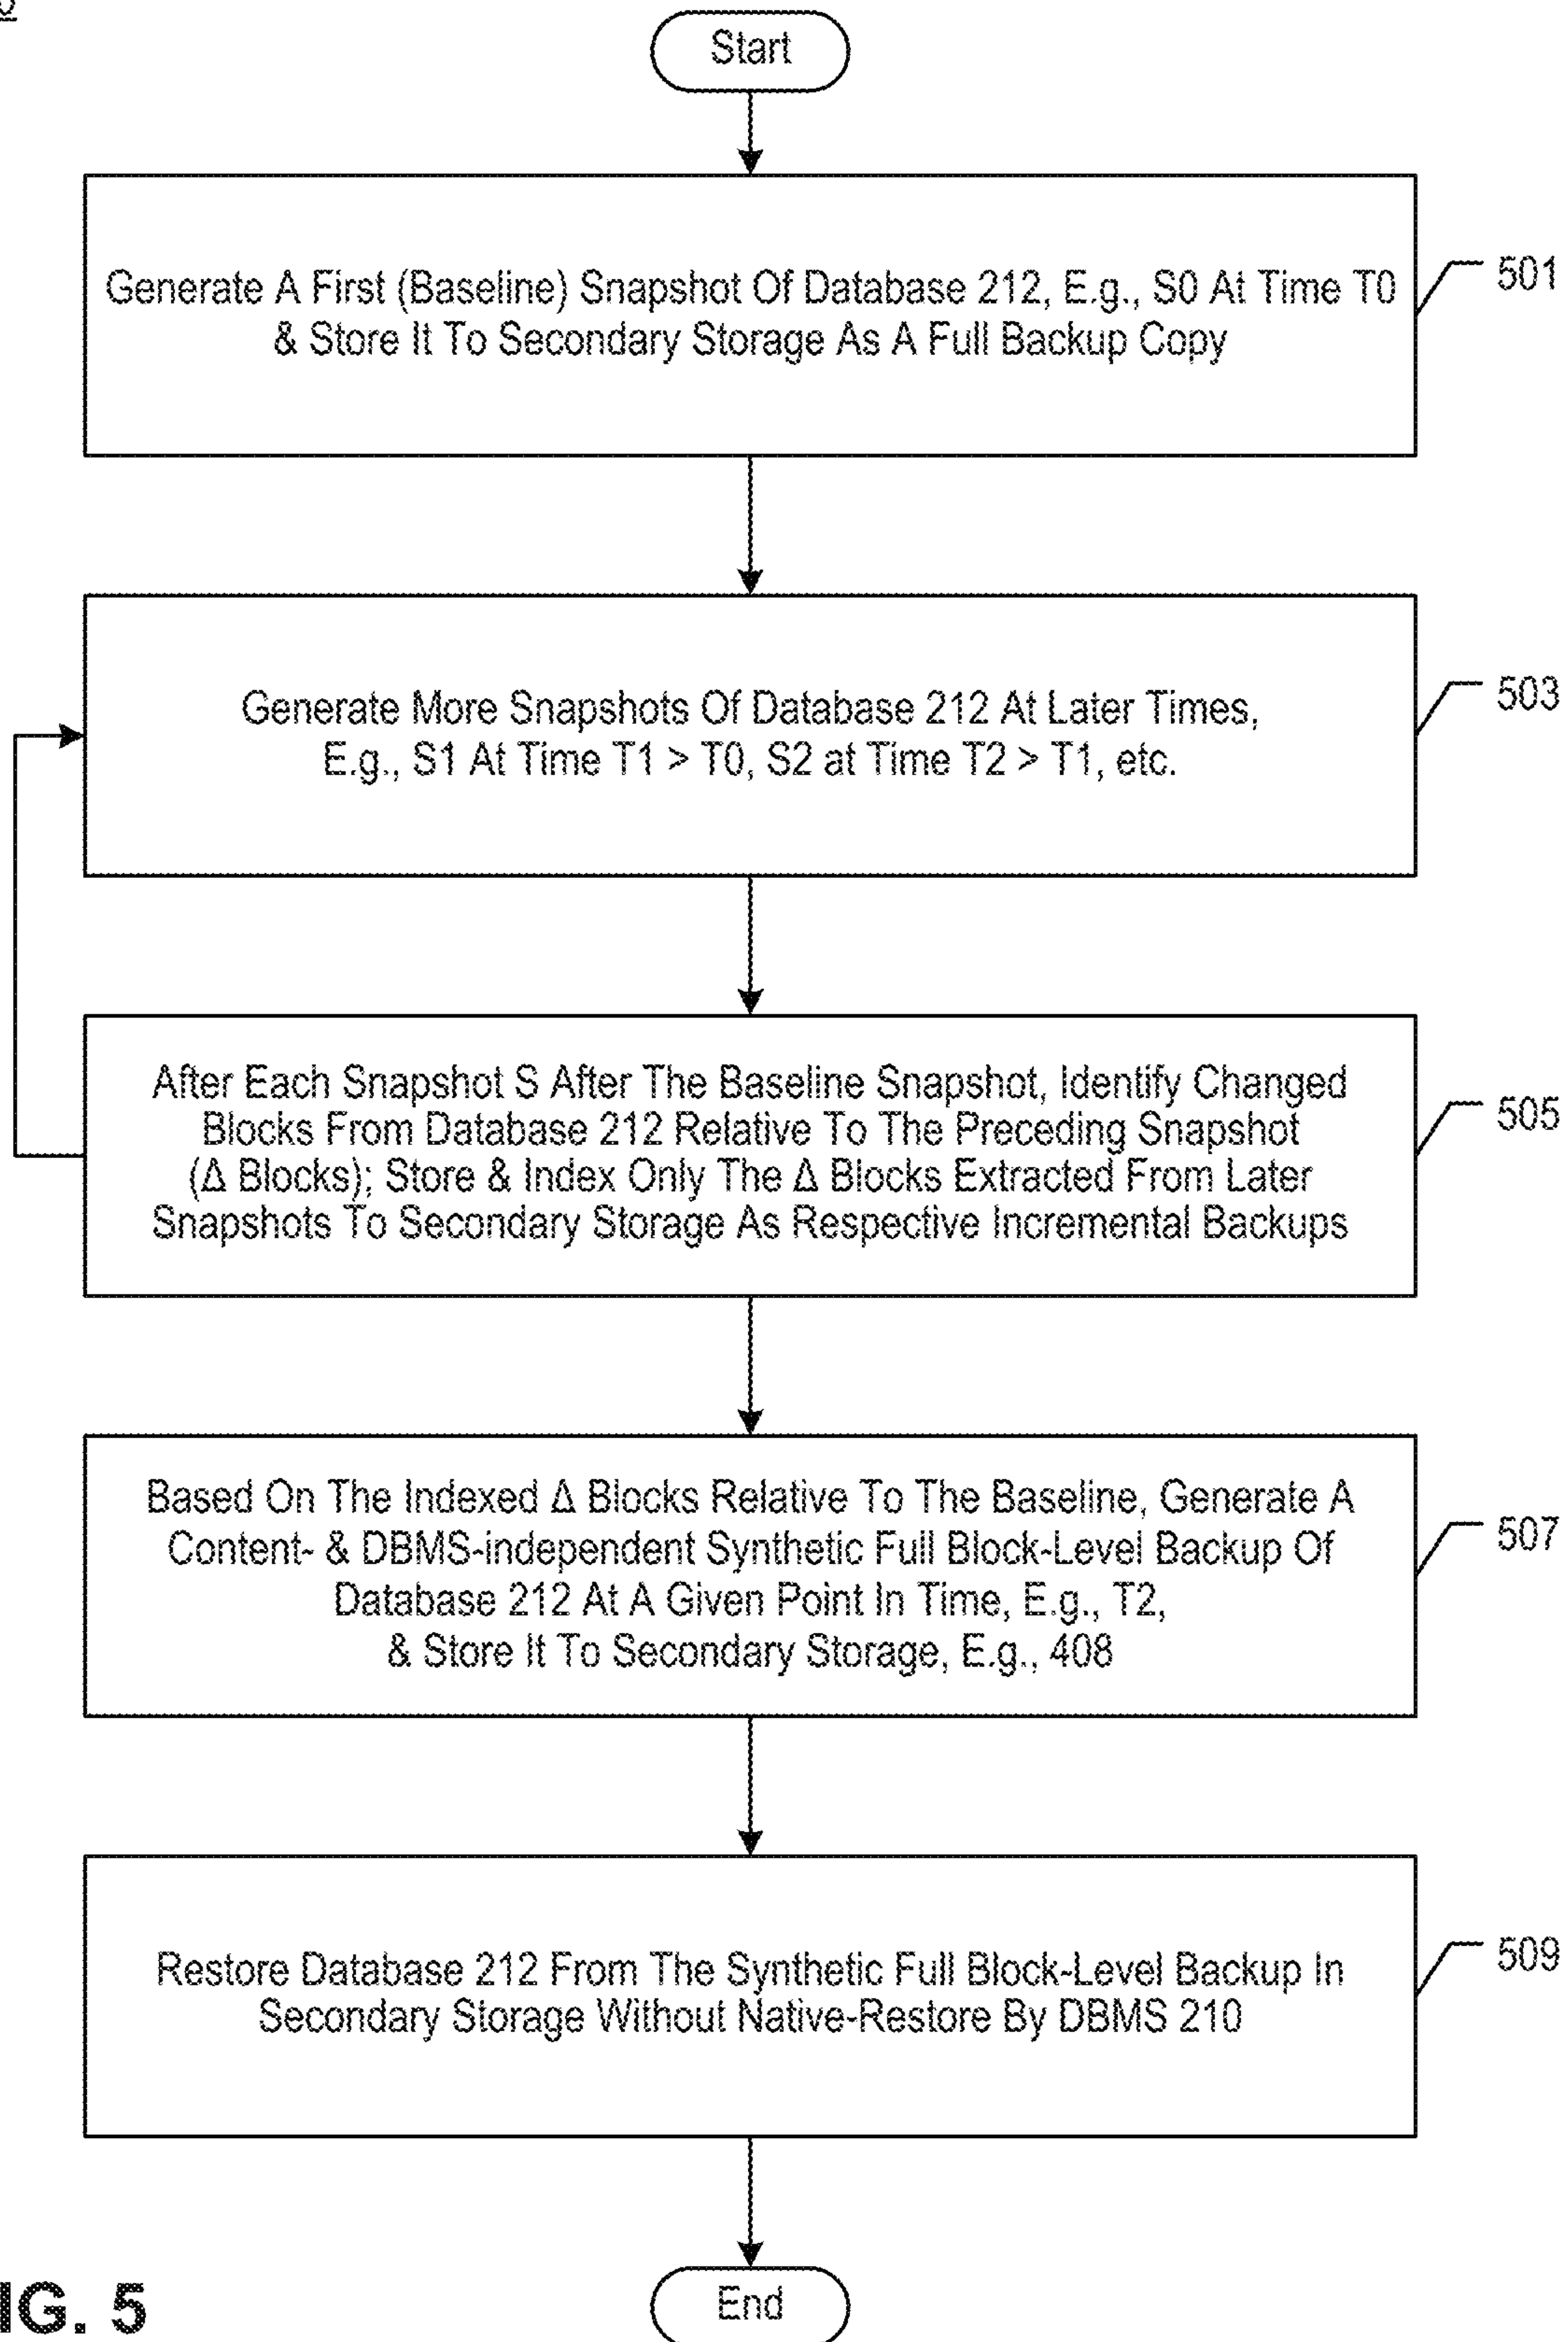 Start
Generate A First (Baseline) Snapshot Of Database 212, E.g., S0 At Time T0
& Store It To Secondary Storage As A Full Backup Copy
501
Generate More Snapshots Of Database 212 At Later Times,
E.g., S1 At Time T1 > T0, S2 at Time T2 > T1, etc.
503
After Each Snapshot S After The Baseline Snapshot, Identify Changed
Blocks From Database 212 Relative To The Preceding Snapshot
(Δ Blocks); Store & Index Only The Δ Blocks Extracted From Later
Snapshots To Secondary Storage As Respective Incremental Backups
505
Based On The Indexed Δ Blocks Relative To The Baseline, Generate A
Content- & DBMS-independent Synthetic Full Block-Level Backup Of
Database 212 At A Given Point In Time, E.g., T2,
& Store It To Secondary Storage, E.g., 408
507
Restore Database 212 From The Synthetic Full Block-Level Backup In
Secondary Storage Without Native-Restore By DBMS 210
509
End
IG. 5